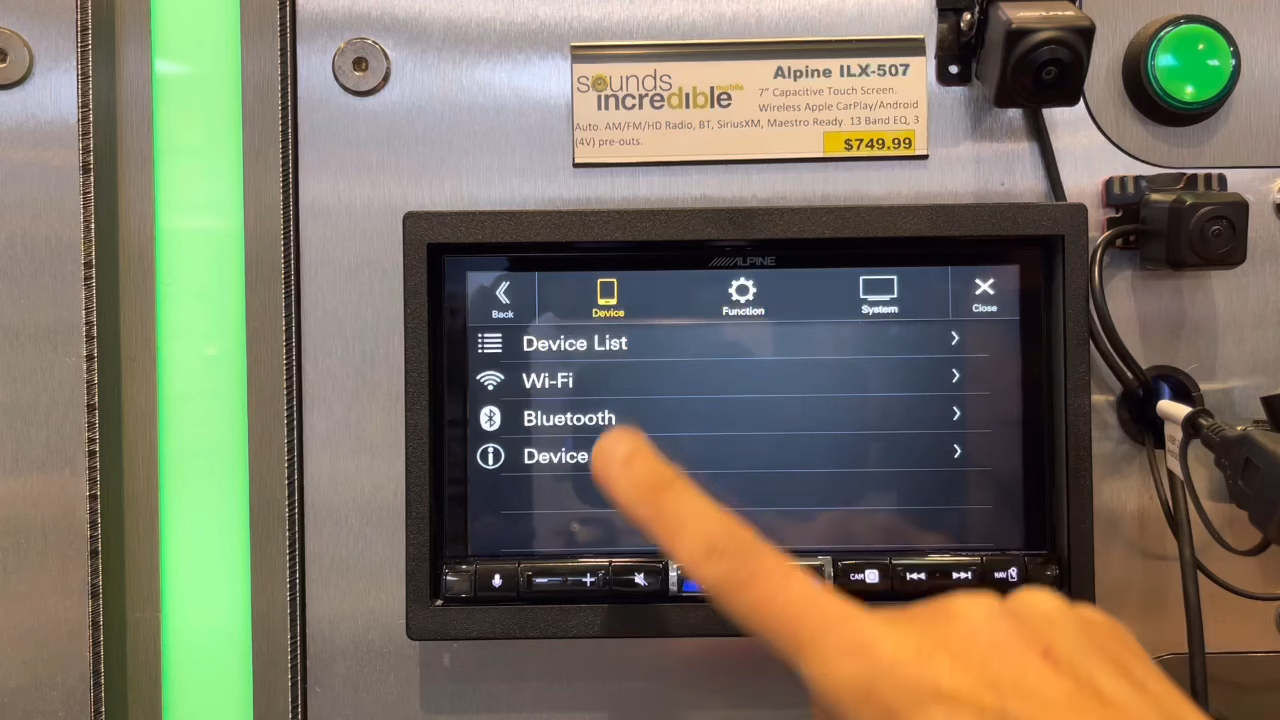 sounds
mobile
incredible
Alpine ILX-507
7" Capacitive Touch Screen.
Wireless Apple CarPlay/Android
Auto. AM/FM/HD Radio, BT, SiriusXM, Maestro Ready. 13 Band EQ, 3
(4V) pre-outs.
$749.99
ALPINE
Back
Device
Function
System
Close
Device List
Wi-Fi
Bluetooth
Device
CAM
NAV